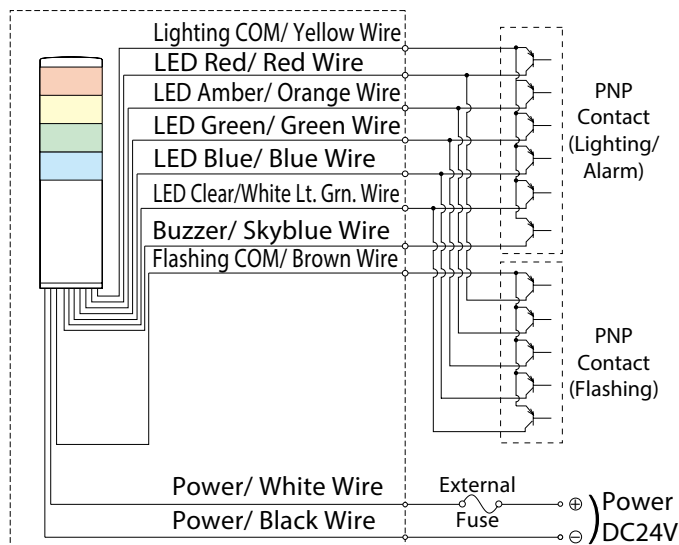 Lighting COM/ Yellow Wire
LED Red/ Red Wire
LED Amber/ Orange Wire
LED Green/ Green Wire
LED Blue/ Blue Wire
LED Clear/White Lt. Grn. Wire
Buzzer/ Skyblue Wire
Flashing COM/ Brown Wire
PNP
Contact
(Lighting/
Alarm)
PNP
Contact
(Flashing)
Power/ White Wire
External
Fuse
⊕
Power
Power/ Black Wire
⊖
DC24V